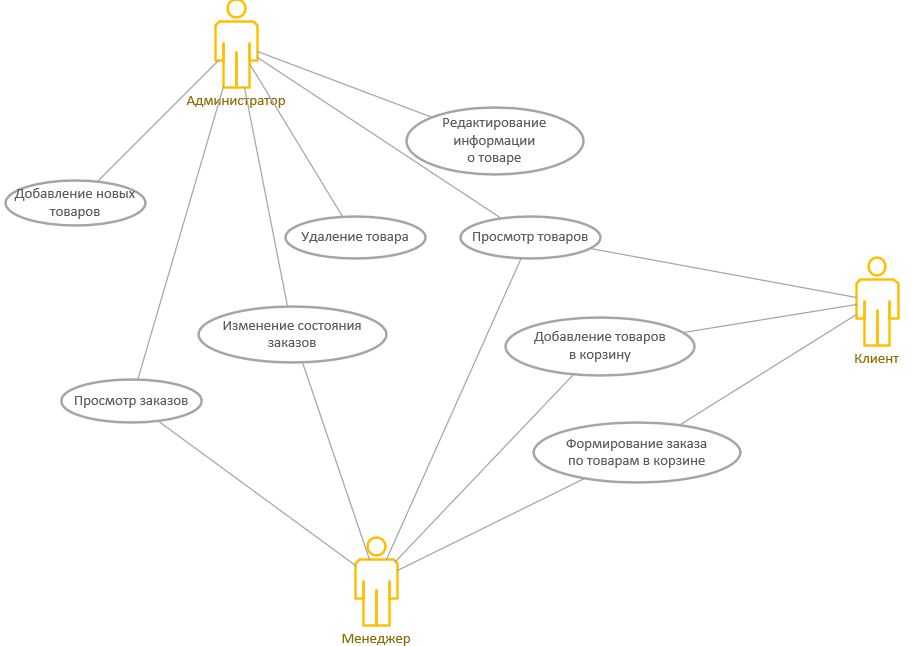 Администратор
Редактирование
информации
о товаре
Добавление новых
товаров
Удаление товара
Просмотр товаров
Изменение состояния
заказов
Добавление товаров
в корзину
Клиент
Просмотр заказов
Формирование заказа
по товарам в корзине
Менеджер